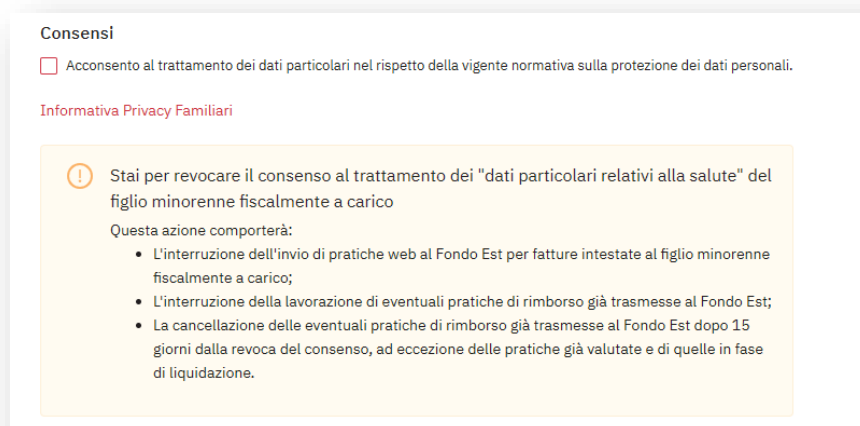 Consensi
Acconsento al trattamento dei dati particolari nel rispetto della vigente normativa sulla protezione dei dati personali.
Informativa Privacy Familiari
Stai per revocare il consenso al trattamento dei "dati particolari relativi alla salute" del
figlio minorenne fiscalmente a carico
Questa azione comporterà:
• L'interruzione dell'invio di pratiche web al Fondo Est per fatture intestate al figlio minorenne
fiscalmente a carico;
• L'interruzione della lavorazione di eventuali pratiche di rimborso già trasmesse al Fondo Est;
• La cancellazione delle eventuali pratiche di rimborso già trasmesse al Fondo Est dopo 15
giorni dalla revoca del consenso, ad eccezione delle pratiche già valutate e di quelle in fase
di liquidazione.